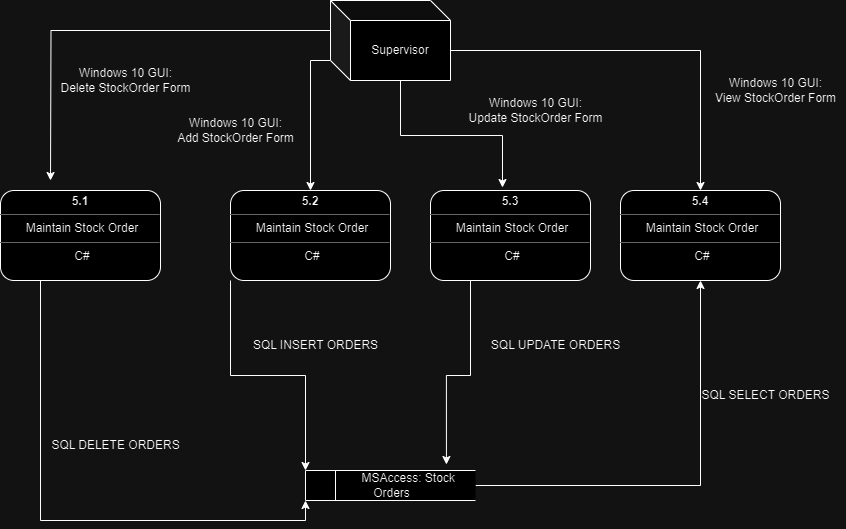 Supervisor
Windows 10 GUI:
Delete StockOrder Form
Windows 10 GUI:
Add StockOrder Form
Windows 10 GUI:
Update StockOrder Form
Windows 10 GUI:
View StockOrder Form
5.1
Maintain Stock Order
C#
5.2
Maintain Stock Order
C#
5.3
Maintain Stock Order
C#
5.4
Maintain Stock Order
C#
SQL INSERT ORDERS
SQL UPDATE ORDERS
SQL SELECT ORDERS
SQL DELETE ORDERS
MSAccess: Stock
Orders